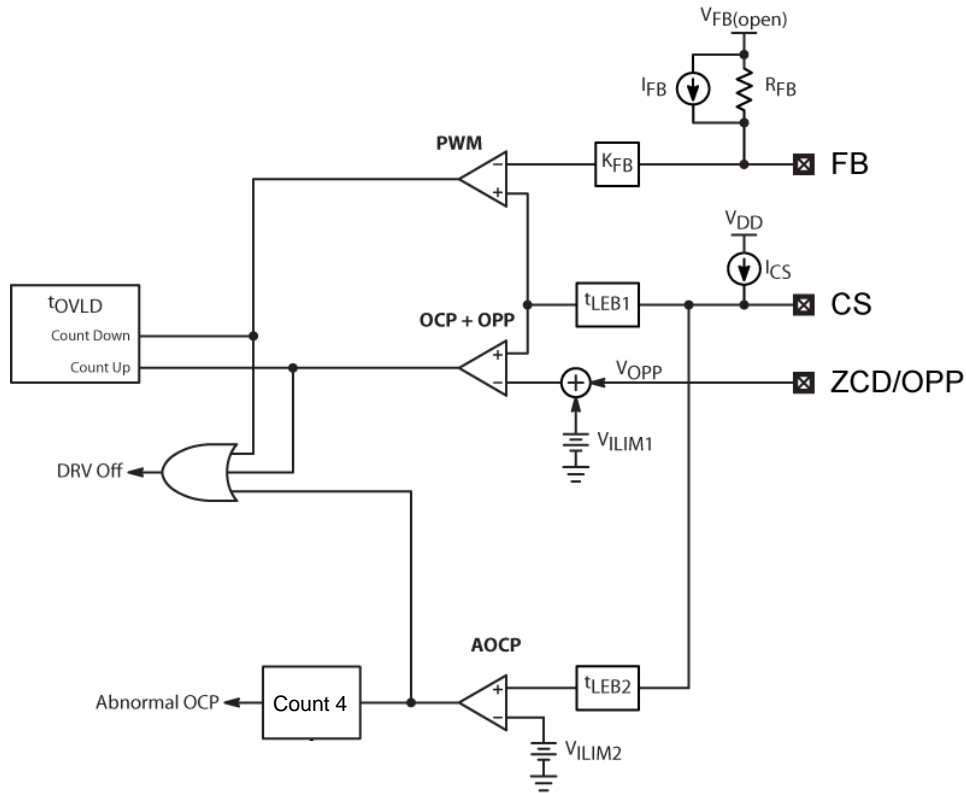 VFB(open)
IFB
RFB
PWM
−
KFB
FB
+
VDD
ICS
tOVLD
Count Down
Count Up
OCP + OPP
tLEB1
CS
+
−
+
VOPP
ZCD/OPP
VILIM1
DRV Off
AOCP
Abnormal OCP
Count 4
+
−
tLEB2
VILIM2